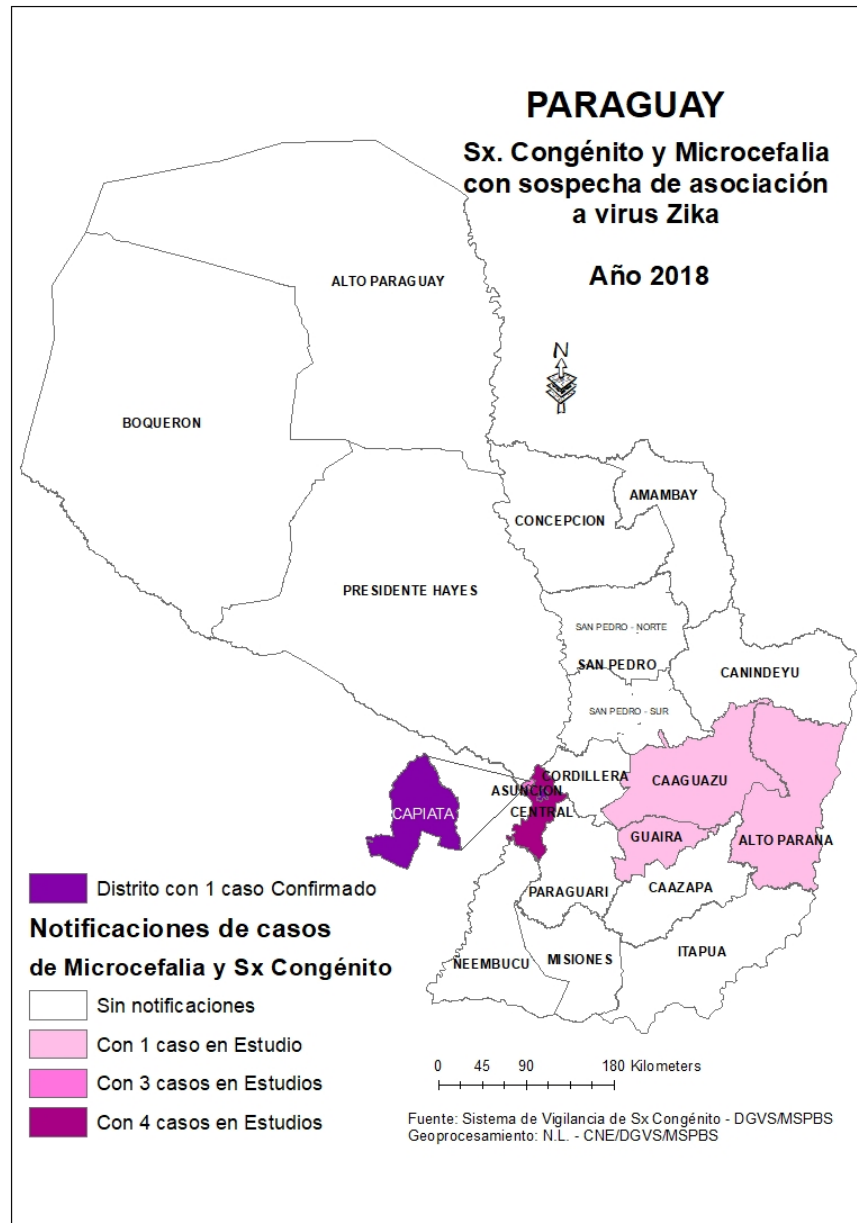 PARAGUAY
Sx. Congénito y Microcefalia
con sospecha de asociación
a virus Zika
Año 2018
N
ALTO PARAGUAY
BOQUERON
AMAMBAY
CONCEPCION
PRESIDENTE HAYES
SAN PEDRO - NORTE
SAN PEDRO
CANINDEYU
SAN PEDRO - SUR
CORDILLERA
CAAGUAZU
ASUNCION
CAPIATA
CENTRAL
GUAIRA
ALTO PARANA
CAAZAPA
PARAGUARI
ITAPUA
MISIONES
NEEMBUCU
Distrito con 1 caso Confirmado
Notificaciones de casos
de Microcefalia y Sx Congénito
Sin notificaciones
Con 1 caso en Estudio
Con 3 casos en Estudios
Con 4 casos en Estudios
0 45 90 180 Kilometers
Fuente: Sistema de Vigilancia de Sx Congénito - DGVS/MSPBS
Geoprocesamiento: N.L. - CNE/DGVS/MSPBS